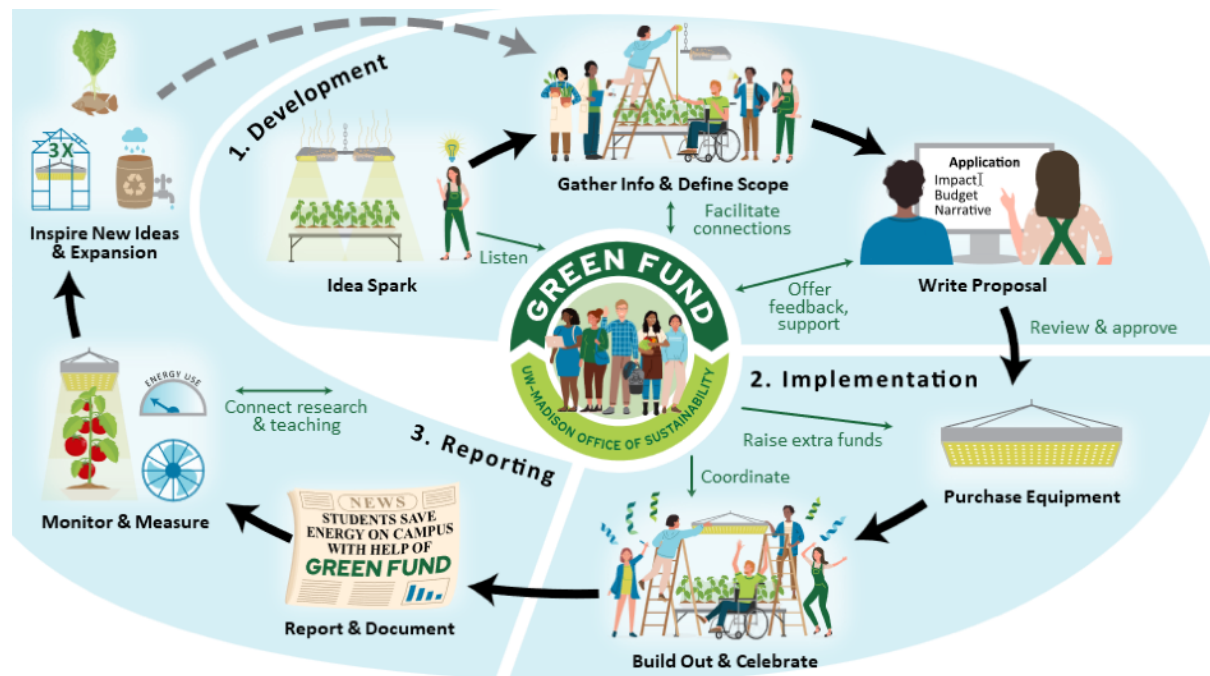 1. Development
Idea Spark
Listen
Gather Info & Define Scope
Facilitate
connections
Application
Impact
Budget
Narrative
Write Proposal
Offer
feedback,
support
Review & approve
GREEN FUND
UW-MADISON OFFICE OF SUSTAINABILITY
2. Implementation
Raise extra funds
Purchase Equipment
Coordinate
Build Out & Celebrate
3. Reporting
NEWS
STUDENTS SAVE
ENERGY ON CAMPUS
WITH HELP OF
GREEN FUND
Report & Document
ENERGY USE
Connect research
& teaching
Monitor & Measure
3X
Inspire New Ideas
& Expansion